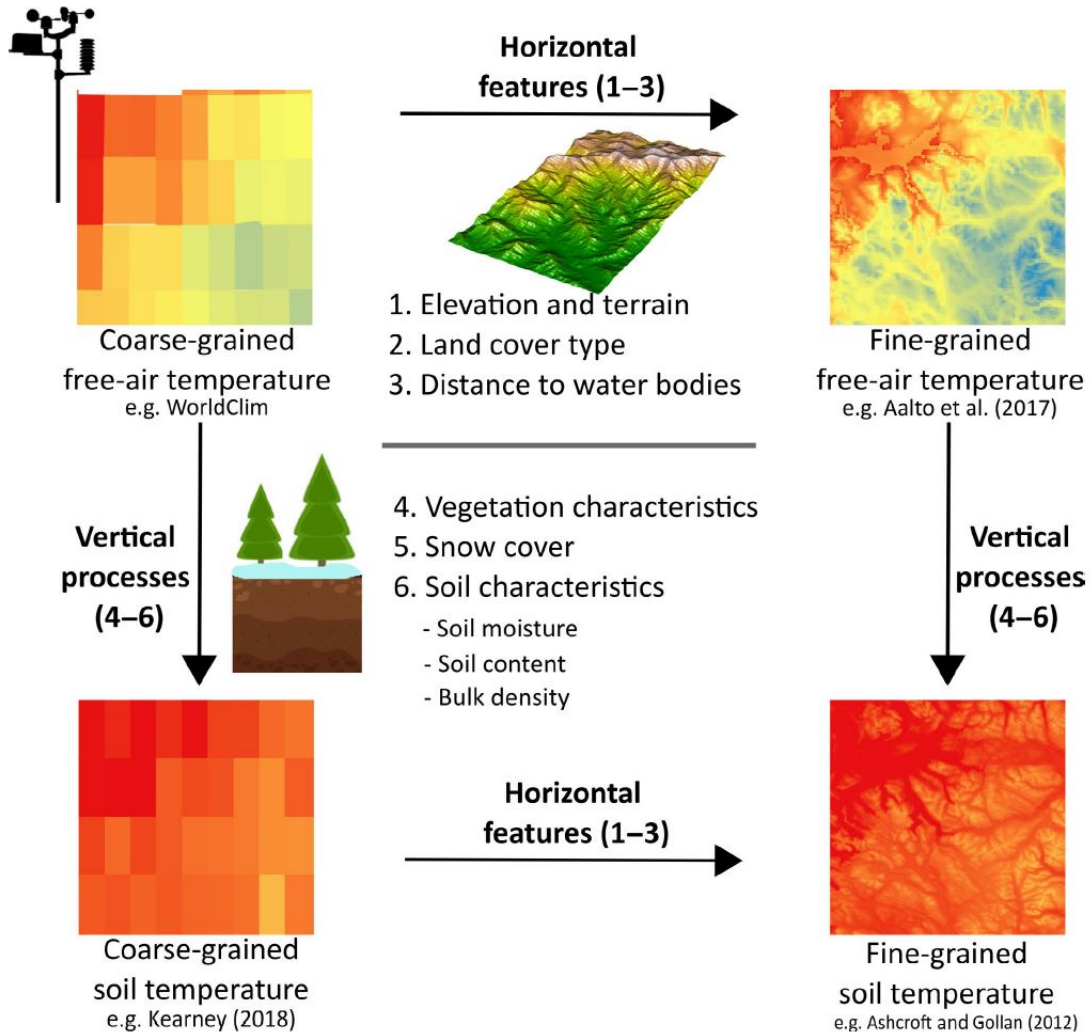 Horizontal
features (1–3)
Coarse-grained
free-air temperature
e.g. WorldClim
1. Elevation and terrain
2. Land cover type
3. Distance to water bodies
Fine-grained
free-air temperature
e.g. Aalto et al. (2017)
Vertical
processes
(4–6)
4. Vegetation characteristics
5. Snow cover
6. Soil characteristics
- Soil moisture
- Soil content
- Bulk density
Vertical
processes
(4–6)
Horizontal
features (1–3)
Coarse-grained
soil temperature
e.g. Kearney (2018)
Fine-grained
soil temperature
e.g. Ashcroft and Gollan (2012)